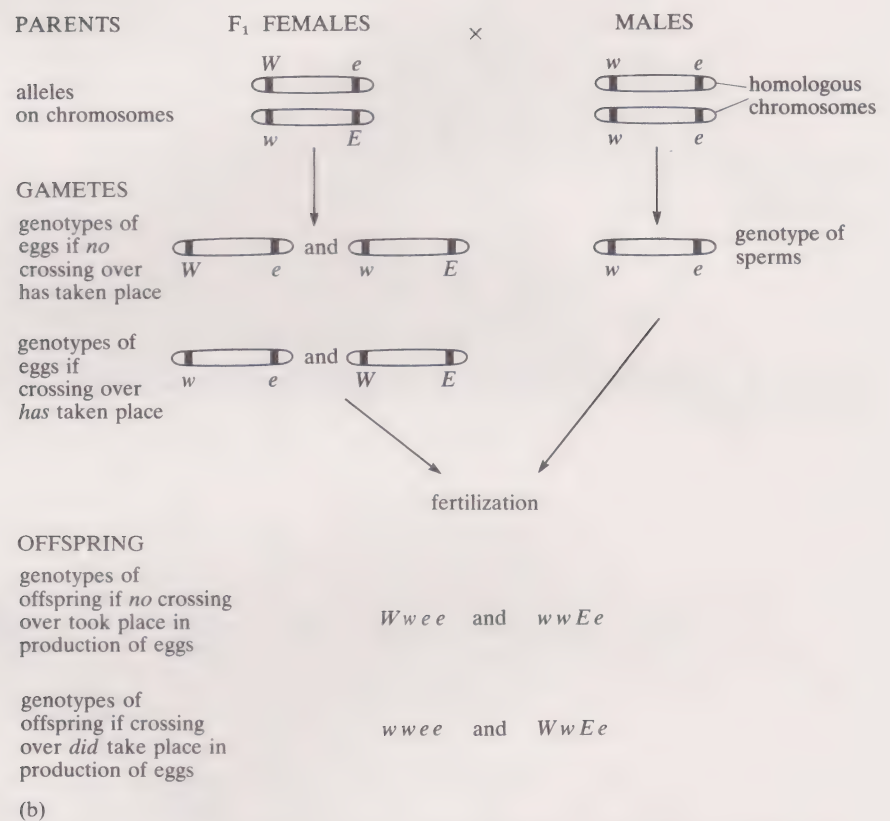 PARENTS F₁ FEMALES × MALES
W e w e
alleles
on chromosomes
homologous
chromosomes
w E w e
GAMETES
genotypes of
eggs if no
crossing over
has taken place
and
W e w E
genotype of
sperms
w e
genotypes of
eggs if
crossing over
has taken place
and
w e W E
fertilization
OFFSPRING
genotypes of
offspring if no crossing
over took place in
production of eggs
W w e e and w w E e
genotypes of
offspring if crossing
over did take place in
production of eggs
w w e e and W w E e
(b)